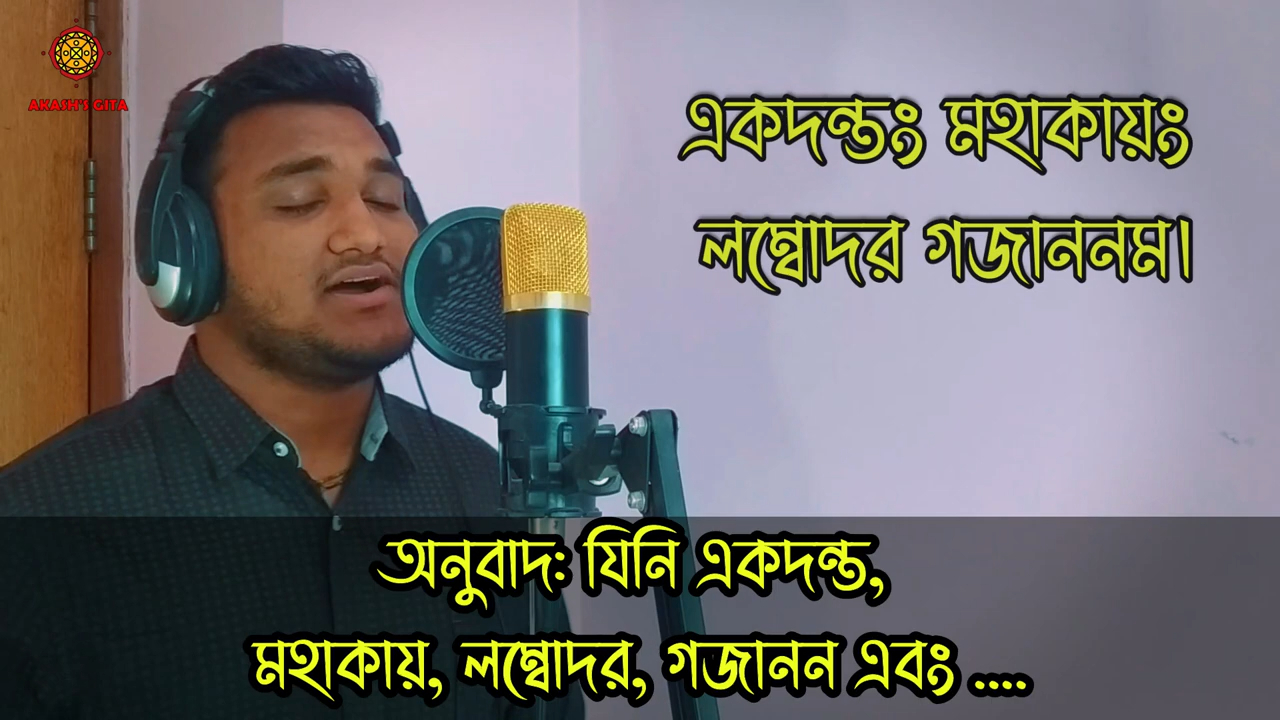 AKASH'S GITA
একদন্তং মহাকায়ং
লম্বোদর গজাননম।
অনুবাদ: যিনি একদন্ত,
মহাকায়, লম্বোদর, গজানন এবং ....